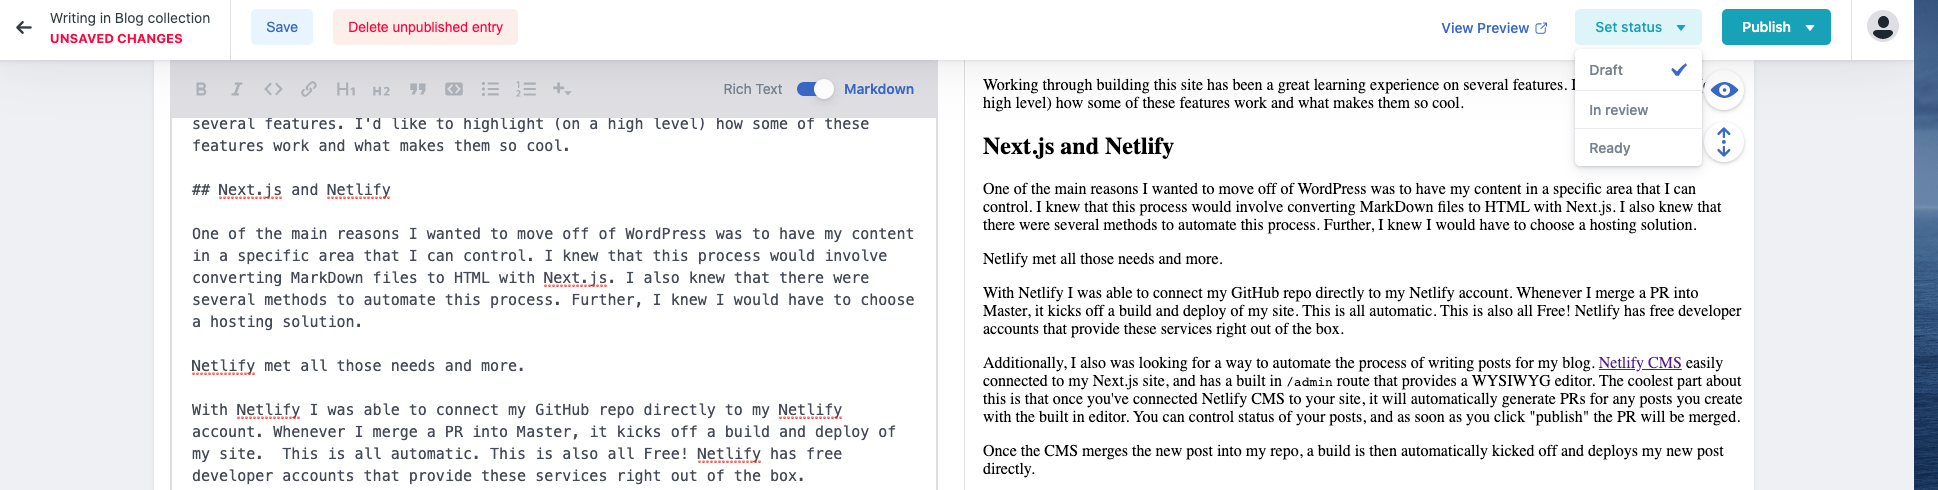 Writing in Blog collection
UNSAVED CHANGES
Save
Delete unpublished entry
View Preview
Set status
Publish
Draft
In review
Ready
B I <> H1 H2
Rich Text
Markdown
several features. I'd like to highlight (on a high level) how some of these
features work and what makes them so cool.
## Next.js and Netlify
One of the main reasons I wanted to move off of WordPress was to have my content
in a specific area that I can control. I knew that this process would involve
converting MarkDown files to HTML with Next.js. I also knew that there were
several methods to automate this process. Further, I knew I would have to choose
a hosting solution.
Netlify met all those needs and more.
With Netlify I was able to connect my GitHub repo directly to my Netlify
account. Whenever I merge a PR into Master, it kicks off a build and deploy of
my site.  This is all automatic. This is also all Free! Netlify has free
developer accounts that provide these services right out of the box.
Working through building this site has been a great learning experience on several features.
high level) how some of these features work and what makes them so cool.
Next.js and Netlify
One of the main reasons I wanted to move off of WordPress was to have my content in a specific area that I can
control. I knew that this process would involve converting MarkDown files to HTML with Next.js. I also knew that
there were several methods to automate this process. Further, I knew I would have to choose a hosting solution.
Netlify met all those needs and more.
With Netlify I was able to connect my GitHub repo directly to my Netlify account. Whenever I merge a PR into
Master, it kicks off a build and deploy of my site. This is all automatic. This is also all Free! Netlify has free developer
accounts that provide these services right out of the box.
Additionally, I also was looking for a way to automate the process of writing posts for my blog. Netlify CMS easily
connected to my Next.js site, and has a built in /admin route that provides a WYSIWYG editor. The coolest part about
this is that once you've connected Netlify CMS to your site, it will automatically generate PRs for any posts you create
with the built in editor. You can control status of your posts, and as soon as you click "publish" the PR will be merged.
Once the CMS merges the new post into my repo, a build is then automatically kicked off and deploys my new post
directly.